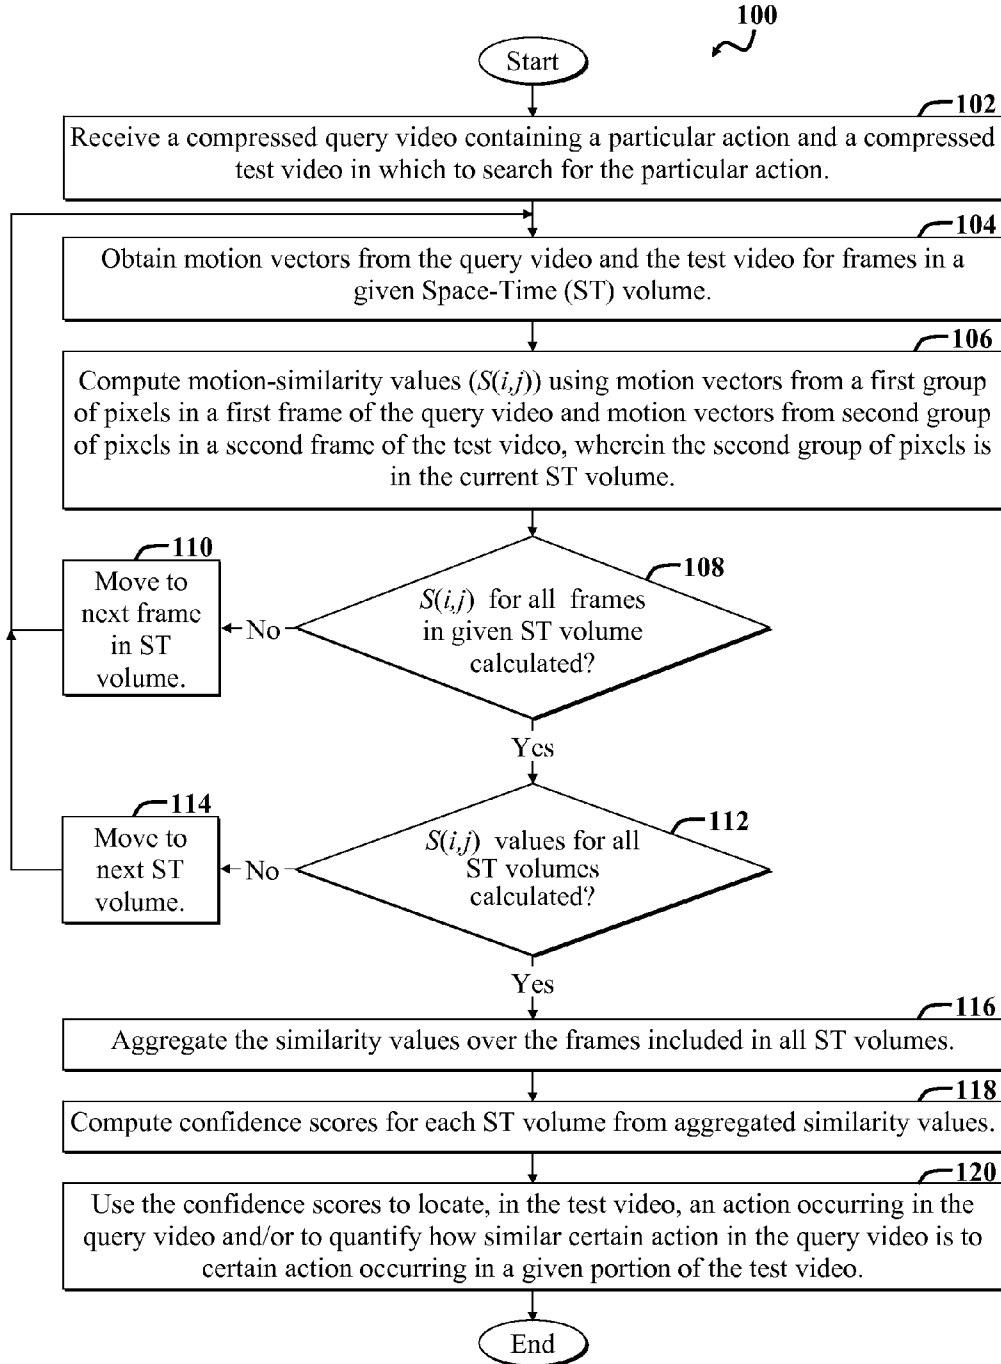 100
Start
102
Receive a compressed query video containing a particular action and a compressed
test video in which to search for the particular action.
104
Obtain motion vectors from the query video and the test video for frames in a
given Space-Time (ST) volume.
106
Compute motion-similarity values (S(i,j)) using motion vectors from a first group
of pixels in a first frame of the query video and motion vectors from second group
of pixels in a second frame of the test video, wherein the second group of pixels is
in the current ST volume.
110
Move to
next frame
in ST
volume.
No
108
S(i,j) for all frames
in given ST volume
calculated?
Yes
114
Move to
next ST
volume.
No
112
S(i,j) values for all
ST volumes
calculated?
Yes
116
Aggregate the similarity values over the frames included in all ST volumes.
118
Compute confidence scores for each ST volume from aggregated similarity values.
120
Use the confidence scores to locate, in the test video, an action occurring in the
query video and/or to quantify how similar certain action in the query video is to
certain action occurring in a given portion of the test video.
End